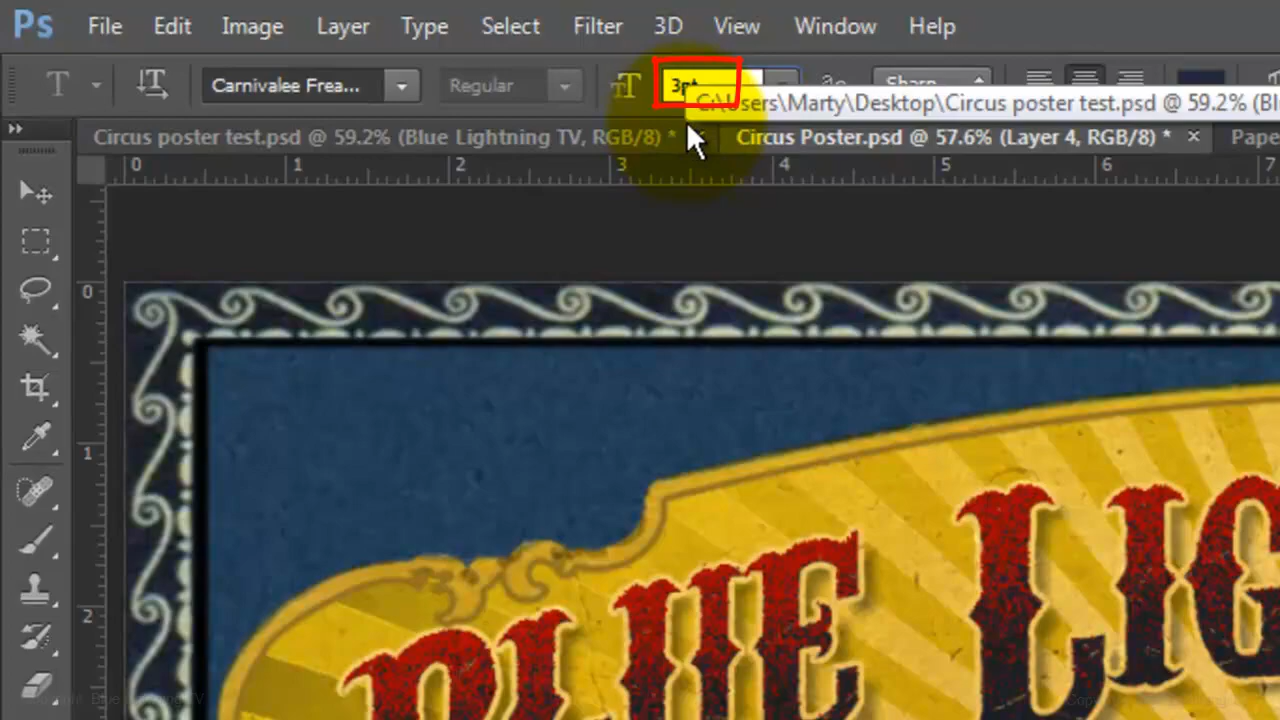 Ps File Edit Image Layer Type Select Filter 3D View Window Help
T Carnivalee Frea... Regular 3pt Sharp
C:\Users\Marty\Desktop\Circus poster test.psd @ 59.2% (Bl
Circus poster test.psd @ 59.2% (Blue Lightning TV, RGB/8) * Circus Poster.psd @ 57.6% (Layer 4, RGB/8) * × Pape
0 1 2 3 4 5 6 7
0
1
2
BLUE LIG